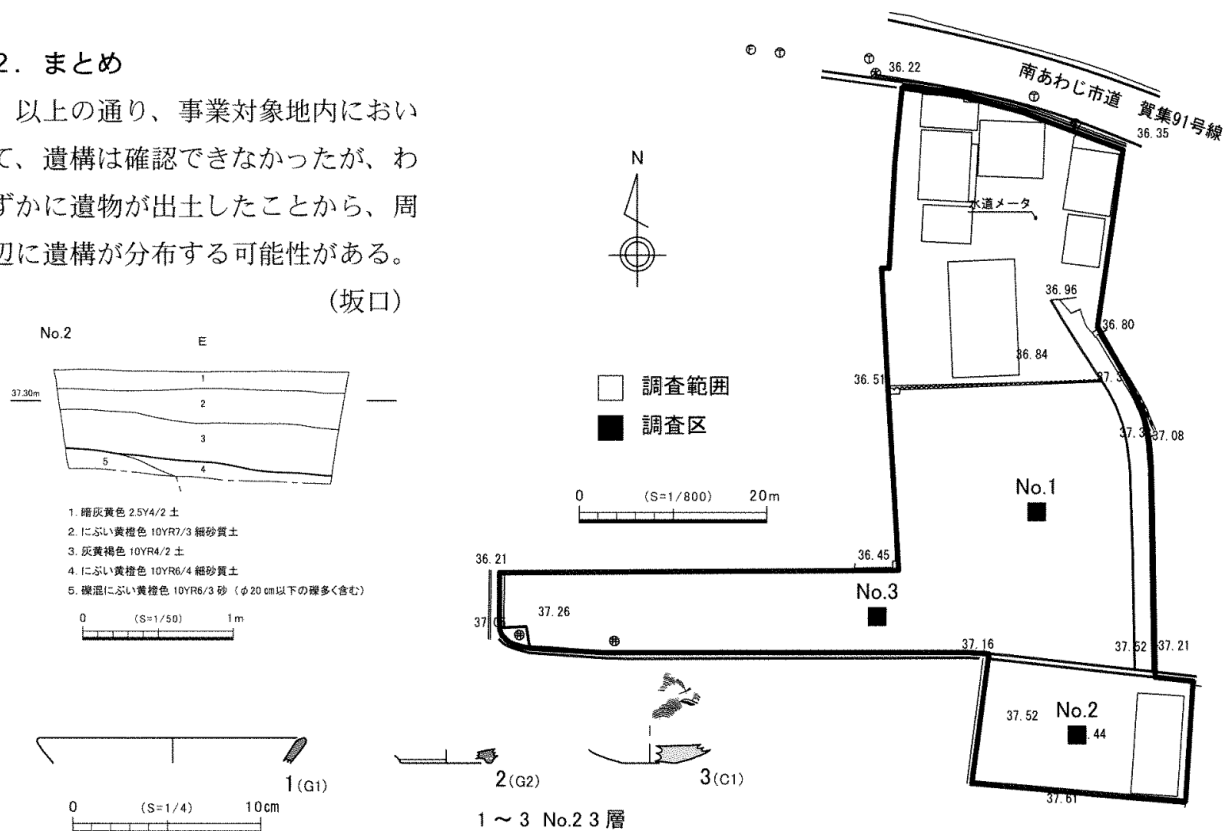 2. まとめ
以上の通り、事業対象地内におい
て、遺構は確認できなかったが、わ
ずかに遺物が出土したことから、周
辺に遺構が分布する可能性がある。
(坂口)
No.2
E
37.30m
1
2
3
4
5
1. 暗灰黄色 2.5Y4/2 土
2. にぶい黄橙色 10YR7/3 細砂質土
3. 灰黄褐色 10YR4/2 土
4. にぶい黄橙色 10YR6/4 細砂質土
5. 礫混にぶい黄橙色 10YR6/3 砂（φ20㎝以下の礫多く含む）
0 (S=1/50) 1m
N
調査範囲
調査区
0 (S=1/800) 20m
36.22
南あわじ市道 賀集91号線
36.35
水道メータ
36.96
36.80
36.84
36.51
37.3
37.3
37.08
No.1
36.45
36.21
No.3
37.26
37.16
37.52
37.21
37.52
No.2
.44
37.61
1(G1)
2(G2)
3(C1)
0 (S=1/4) 10cm
1～3 No.2 3層